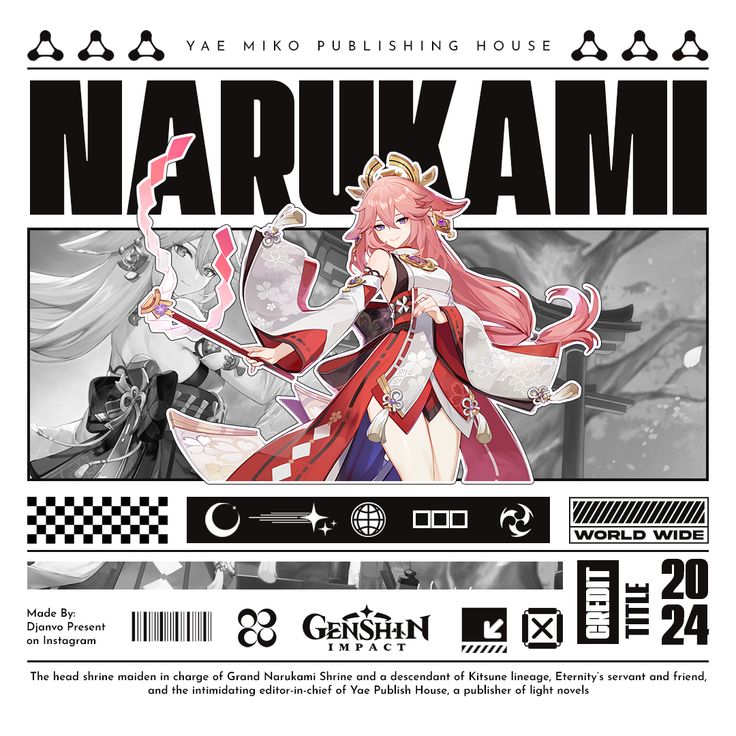 YAE MIKO PUBLISHING HOUSE
NARUKAMI
WORLD WIDE
CREDIT
TITLE
20
24
Made By:
Djanvo Present
on Instagram
GENSHIN
IMPACT
The head shrine maiden in charge of Grand Narukami Shrine and a descendant of Kitsune lineage, Eternity's servant and friend,
and the intimidating editor-in-chief of Yae Publish House, a publisher of light novels